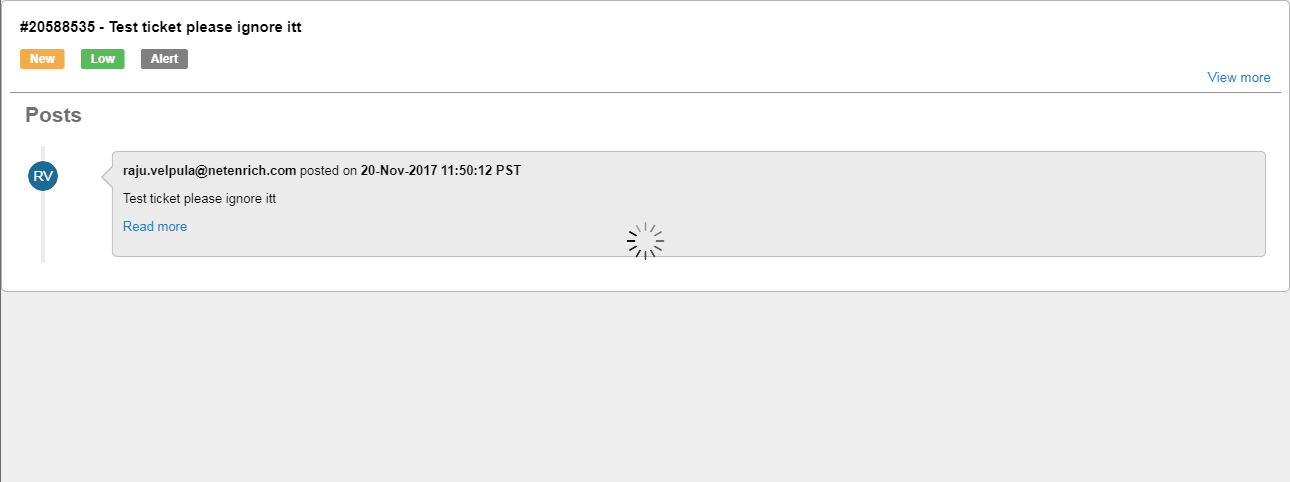 #20588535 - Test ticket please ignore itt
New Low Alert
View more
Posts
RV
raju.velpula@netenrich.com posted on 20-Nov-2017 11:50:12 PST
Test ticket please ignore itt
Read more